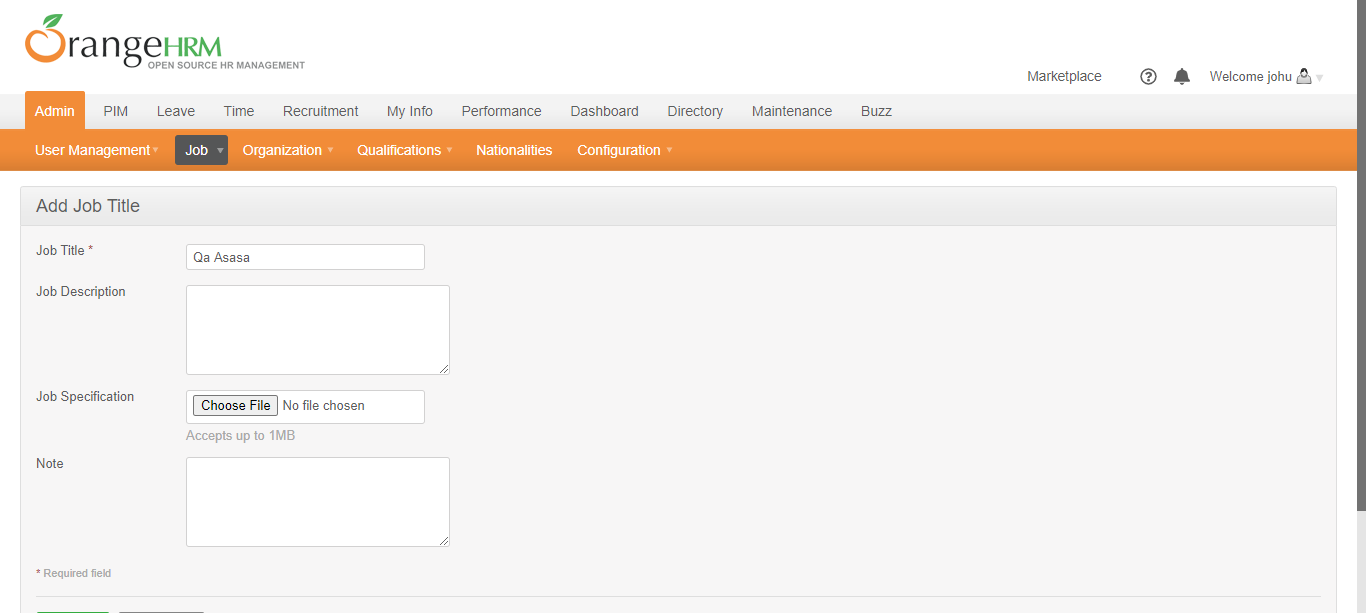 OrangeHRM
OPEN SOURCE HR MANAGEMENT
Marketplace ? Welcome johu
Admin PIM Leave Time Recruitment My Info Performance Dashboard Directory Maintenance Buzz
User Management Job Organization Qualifications Nationalities Configuration
Add Job Title
Job Title * Qa Asasa
Job Description
Job Specification Choose File No file chosen
Accepts up to 1MB
Note
* Required field